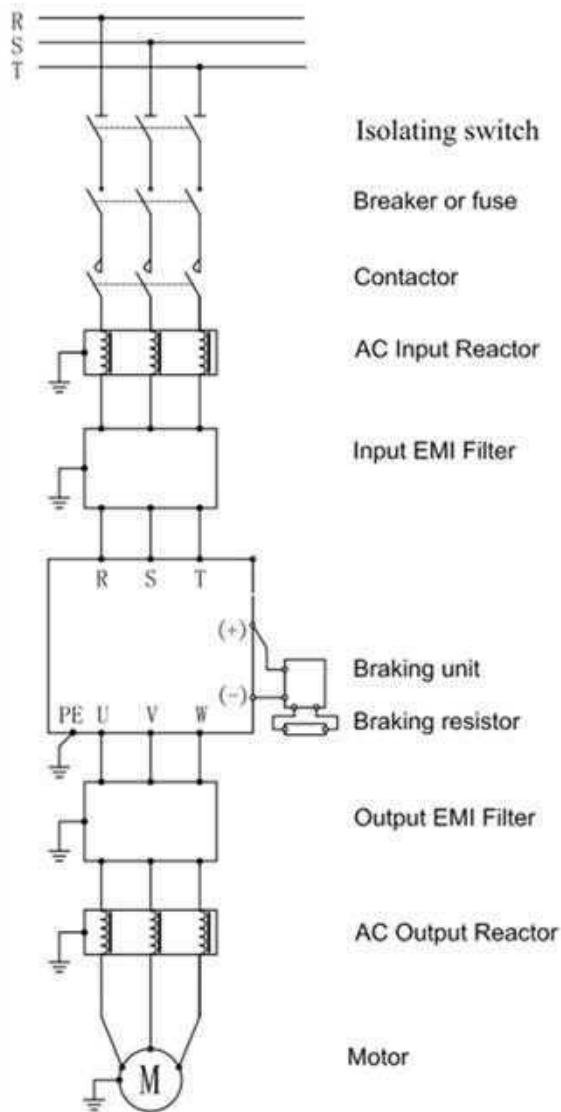 R
S
T
Isolating switch
Breaker or fuse
Contactor
AC Input Reactor
Input EMI Filter
R S T
(+)
Braking unit
(-)
Braking resistor
PE U V W
Output EMI Filter
AC Output Reactor
Motor
M